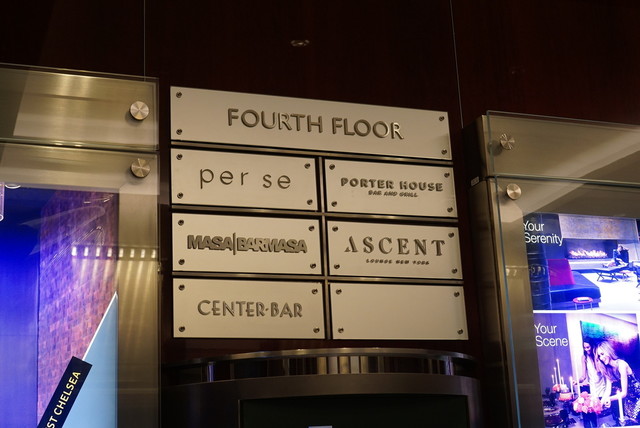 FOURTH FLOOR
per se
PORTER HOUSE
BAR AND GRILL
MASA|BARMASA
ASCENT
LOUNGE NEW YORK
CENTER·BAR
Your
Serenity
Your
Scene
ST CHELSEA